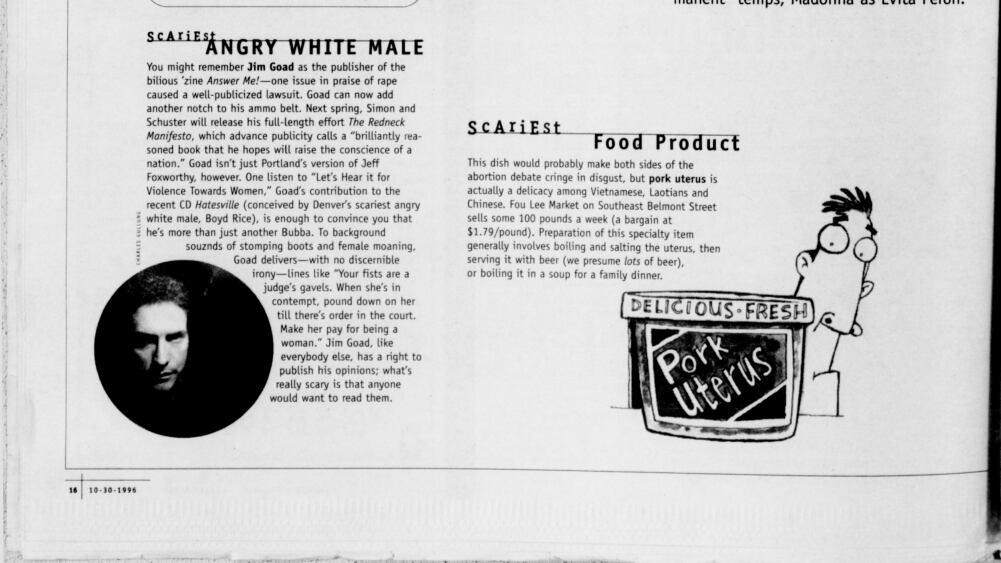 manent" temps, Madonna as Evita Peron.
ScAriEst
ANGRY WHITE MALE
You might remember Jim Goad as the publisher of the
bilious 'zine Answer Me!—one issue in praise of rape
caused a well-publicized lawsuit. Goad can now add
another notch to his ammo belt. Next spring, Simon and
Schuster will release his full-length effort The Redneck
Manifesto, which advance publicity calls a "brilliantly rea-
soned book that he hopes will raise the conscience of a
nation." Goad isn't just Portland's version of Jeff
Foxworthy, however. One listen to "Let's Hear it for
Violence Towards Women," Goad's contribution to the
recent CD Hatesville (conceived by Denver's scariest angry
white male, Boyd Rice), is enough to convince you that
he's more than just another Bubba. To background
souznds of stomping boots and female moaning,
Goad delivers—with no discernible
irony—lines like "Your fists are a
judge's gavels. When she's in
contempt, pound down on her
till there's order in the court.
Make her pay for being a
woman." Jim Goad, like
everybody else, has a right to
publish his opinions; what's
really scary is that anyone
would want to read them.
ScAriEst
Food Product
This dish would probably make both sides of the
abortion debate cringe in disgust, but pork uterus is
actually a delicacy among Vietnamese, Laotians and
Chinese. Fou Lee Market on Southeast Belmont Street
sells some 100 pounds a week (a bargain at
$1.79/pound). Preparation of this specialty item
generally involves boiling and salting the uterus, then
serving it with beer (we presume lots of beer),
or boiling it in a soup for a family dinner.
DELICIOUS·FRESH
Pork
Uterus
16 10-30-1996